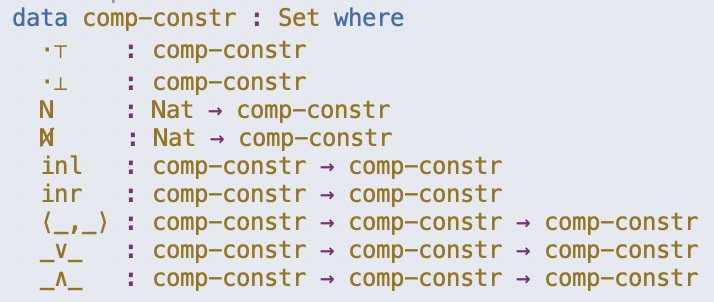 data comp-constr : Set where
·⊤ : comp-constr
·⊥ : comp-constr
N : Nat → comp-constr
N̸ : Nat → comp-constr
inl : comp-constr → comp-constr
inr : comp-constr → comp-constr
⟨_,_⟩ : comp-constr → comp-constr → comp-constr
_∨_ : comp-constr → comp-constr → comp-constr
_∧_ : comp-constr → comp-constr → comp-constr